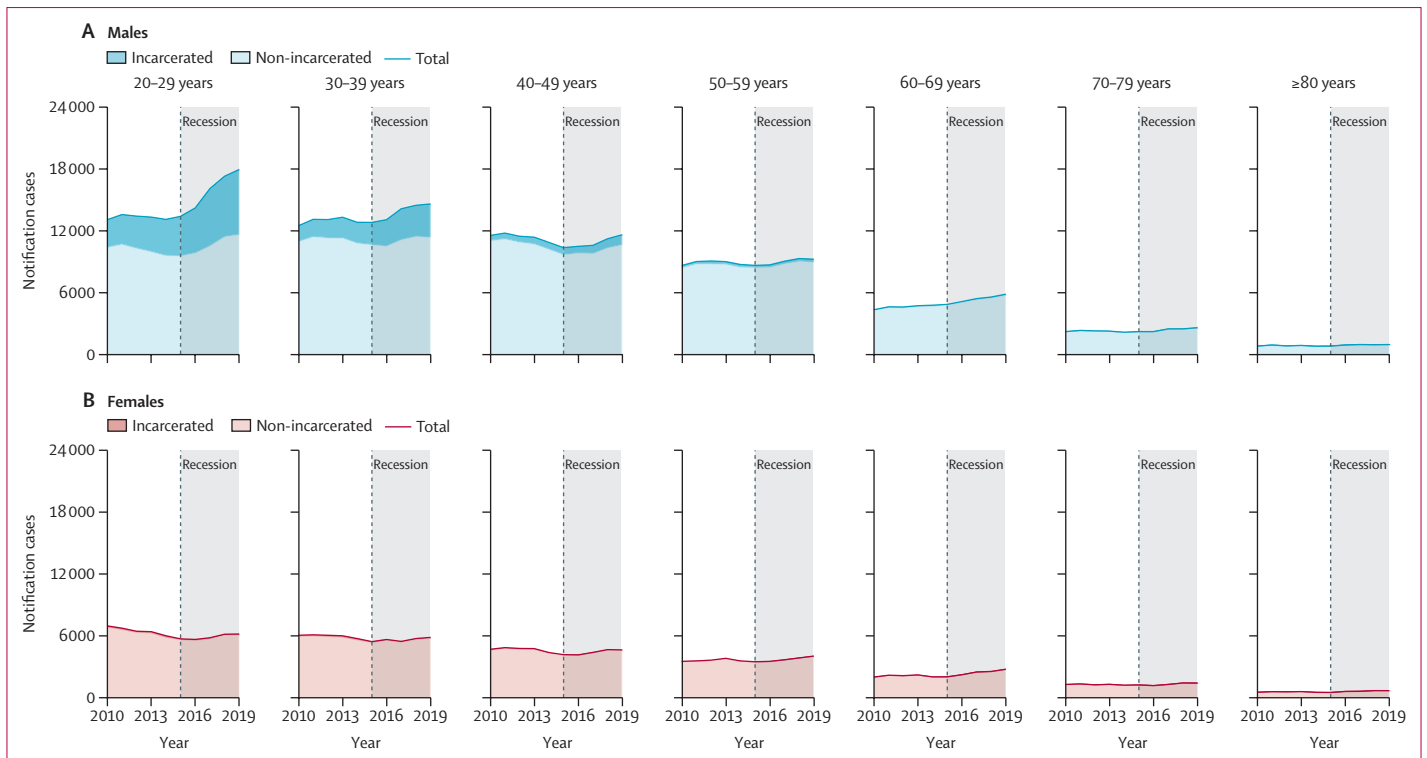 A Males
Incarcerated Non-incarcerated Total
20–29 years 30–39 years 40–49 years 50–59 years 60–69 years 70–79 years ≥80 years
24 000
18 000
12 000
6000
0
Notification cases
Recession Recession Recession Recession Recession Recession Recession
B Females
Incarcerated Non-incarcerated Total
24 000
18 000
12 000
6000
0
Notification cases
Recession Recession Recession Recession Recession Recession Recession
2010 2013 2016 2019 2010 2013 2016 2019 2010 2013 2016 2019 2010 2013 2016 2019 2010 2013 2016 2019 2010 2013 2016 2019 2010 2013 2016 2019
Year Year Year Year Year Year Year